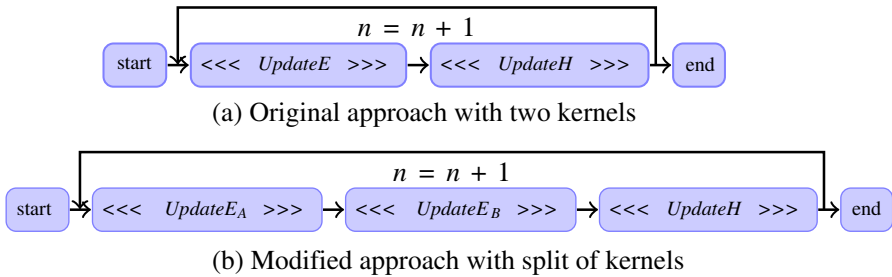 n = n + 1
start <<< UpdateE >>> <<< UpdateH >>> end
(a) Original approach with two kernels
n = n + 1
start <<< UpdateE_A >>> <<< UpdateE_B >>> <<< UpdateH >>> end
(b) Modified approach with split of kernels